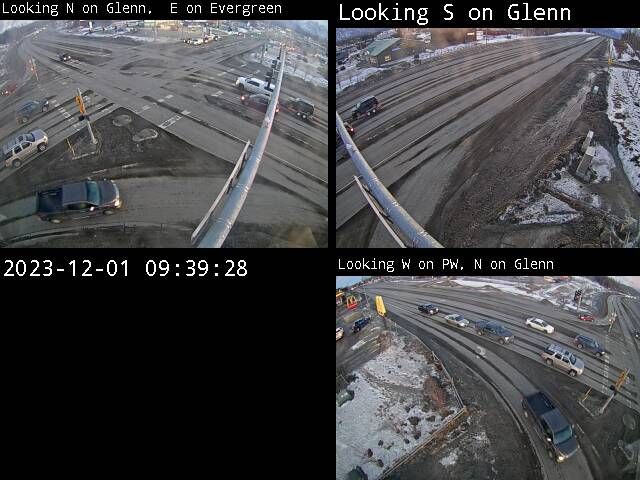 Looking N on Glenn, E on Evergreen
Looking S on Glenn
2023-12-01 09:39:28
Looking W on PW, N on Glenn